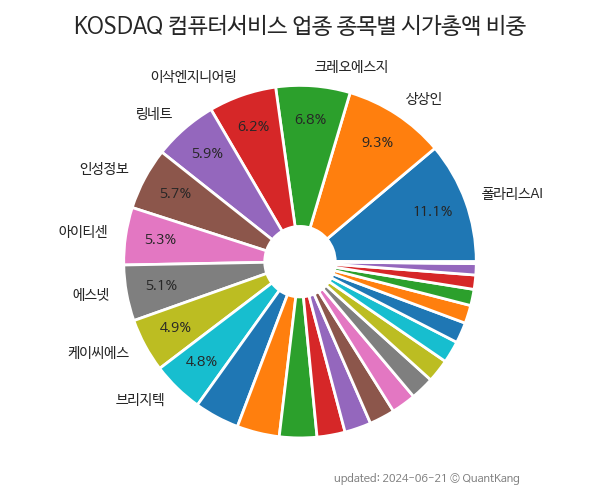 KOSDAQ 컴퓨터서비스 업종 종목별 시가총액 비중
크레오에스지
이삭엔지니어링
상상인
링네트
6.8%
6.2%
9.3%
5.9%
인성정보
5.7%
폴라리스AI
11.1%
아이티센
5.3%
에스넷
5.1%
4.9%
케이씨에스
4.8%
브리지텍
updated: 2024-06-21 © QuantKang